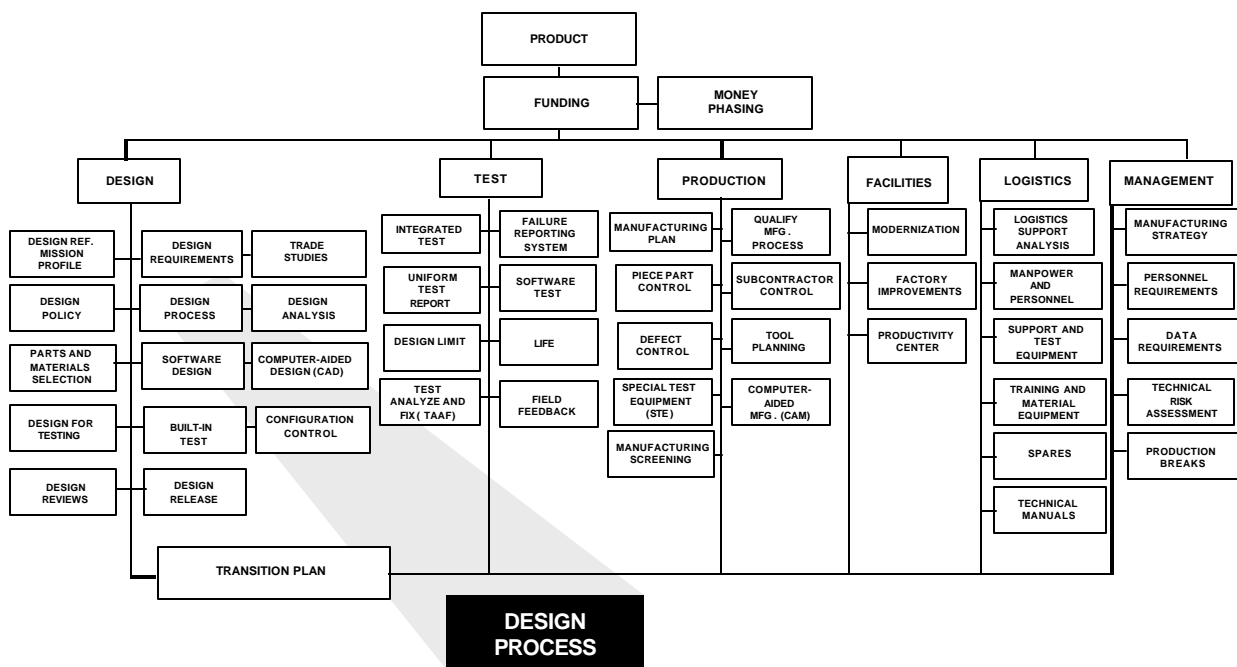 PRODUCT
FUNDING
MONEY
PHASING
DESIGN
TEST
PRODUCTION
FACILITIES
LOGISTICS
MANAGEMENT
DESIGN REF.
MISSION
PROFILE
DESIGN
REQUIREMENTS
TRADE
STUDIES
DESIGN
POLICY
DESIGN
PROCESS
DESIGN
ANALYSIS
PARTS AND
MATERIALS
SELECTION
SOFTWARE
DESIGN
COMPUTER-AIDED
DESIGN (CAD)
DESIGN FOR
TESTING
BUILT-IN
TEST
CONFIGURATION
CONTROL
DESIGN
REVIEWS
DESIGN
RELEASE
INTEGRATED
TEST
FAILURE
REPORTING
SYSTEM
UNIFORM
TEST
REPORT
SOFTWARE
TEST
DESIGN LIMIT
LIFE
TEST
ANALYZE AND
FIX ( TAAF)
FIELD
FEEDBACK
MANUFACTURING
PLAN
QUALIFY
MFG .
PROCESS
PIECE PART
CONTROL
SUBCONTRACTOR
CONTROL
DEFECT
CONTROL
TOOL
PLANNING
SPECIAL TEST
EQUIPMENT
(STE)
COMPUTER-
AIDED
MFG. (CAM)
MANUFACTURING
SCREENING
MODERNIZATION
FACTORY
IMPROVEMENTS
PRODUCTIVITY
CENTER
LOGISTICS
SUPPORT
ANALYSIS
MANPOWER
AND
PERSONNEL
SUPPORT AND
TEST
EQUIPMENT
TRAINING AND
MATERIAL
EQUIPMENT
SPARES
TECHNICAL
MANUALS
MANUFACTURING
STRATEGY
PERSONNEL
REQUIREMENTS
DATA
REQUIREMENTS
TECHNICAL
RISK
ASSESSMENT
PRODUCTION
BREAKS
TRANSITION PLAN
DESIGN
PROCESS